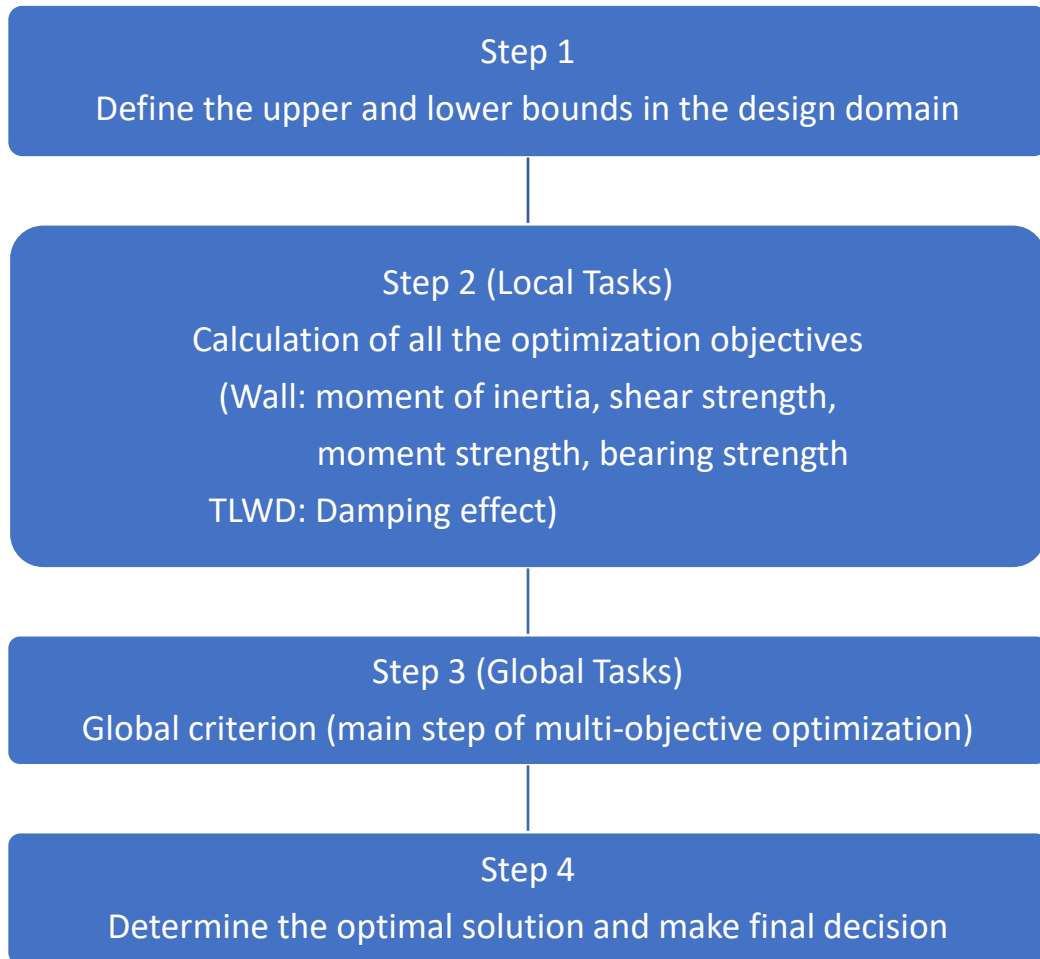 Step 1
Define the upper and lower bounds in the design domain
Step 2 (Local Tasks)
Calculation of all the optimization objectives
(Wall: moment of inertia, shear strength,
moment strength, bearing strength
TLWD: Damping effect)
Step 3 (Global Tasks)
Global criterion (main step of multi-objective optimization)
Step 4
Determine the optimal solution and make final decision